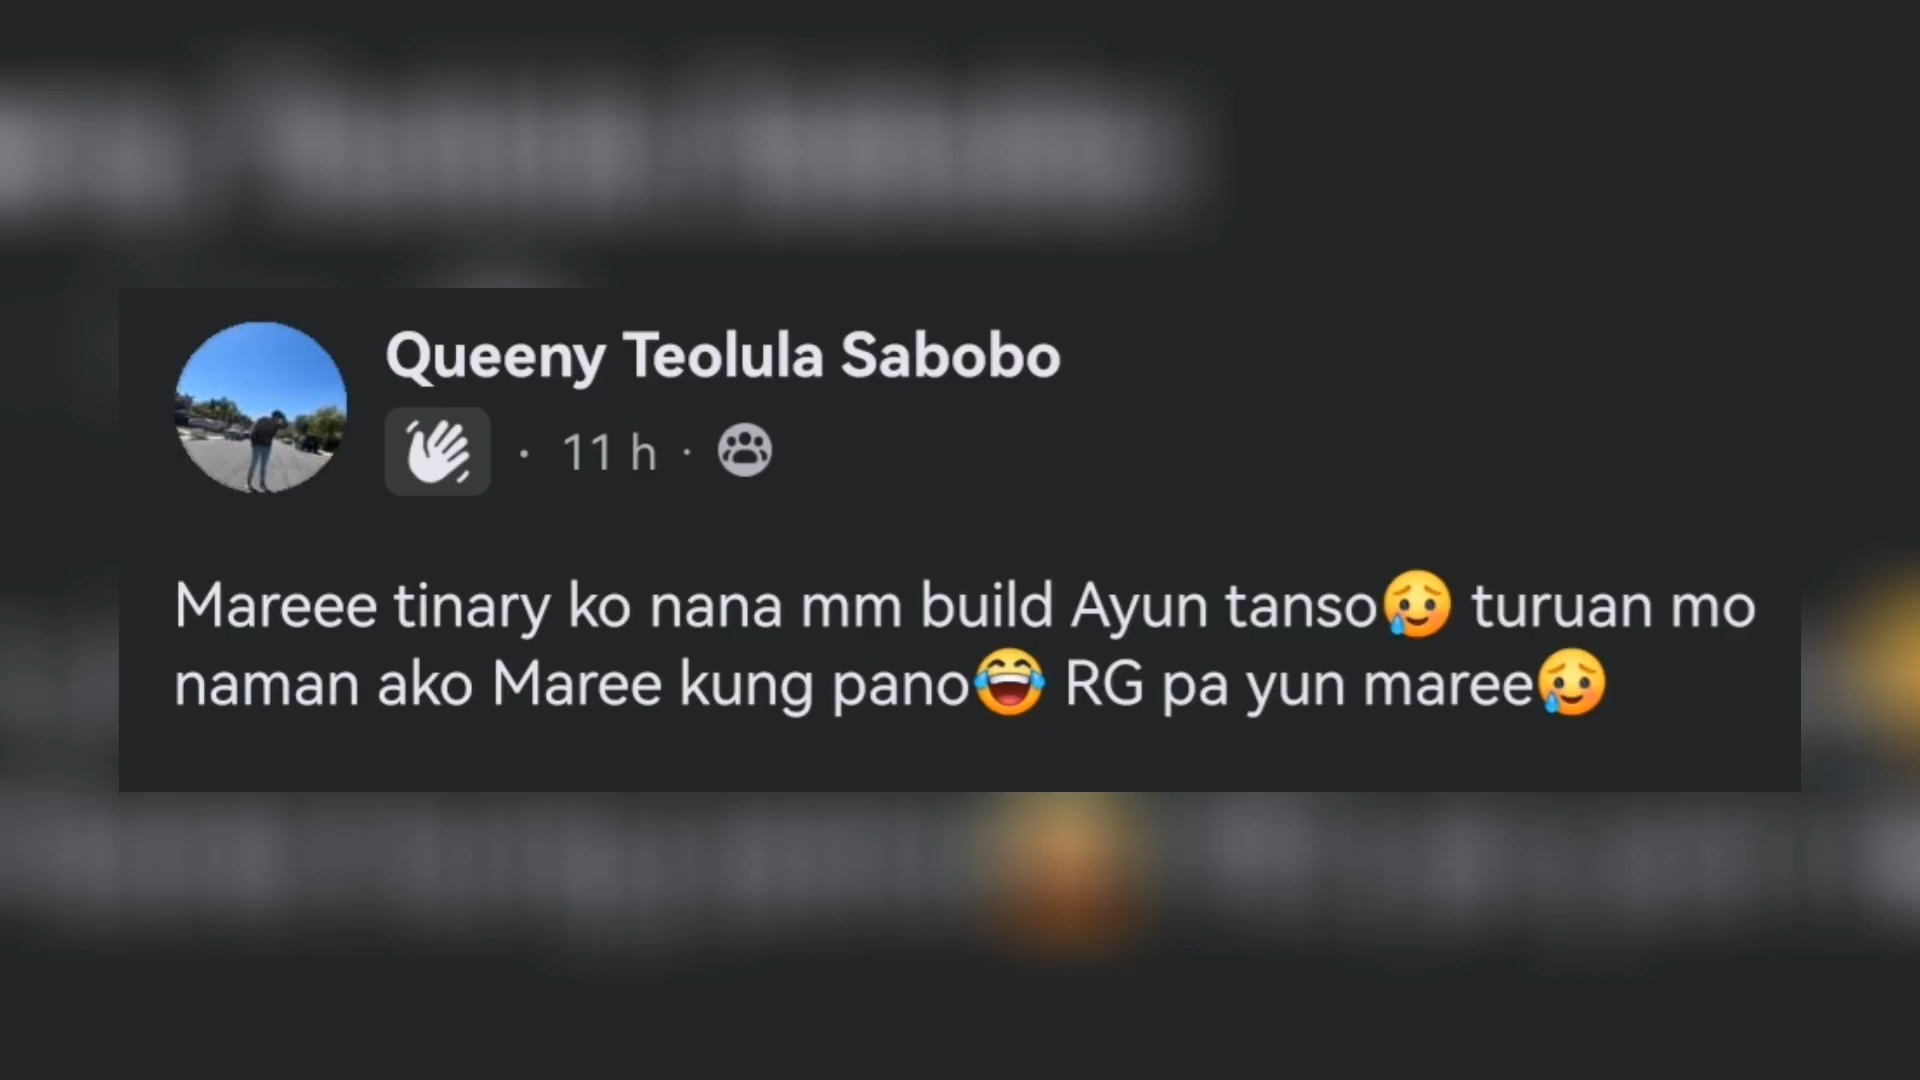 Queeny Teolula Sabobo
· 11 h ·
Mareee tinary ko nana mm build Ayun tanso🥲 turuan mo
naman ako Maree kung pano😂 RG pa yun maree🥲